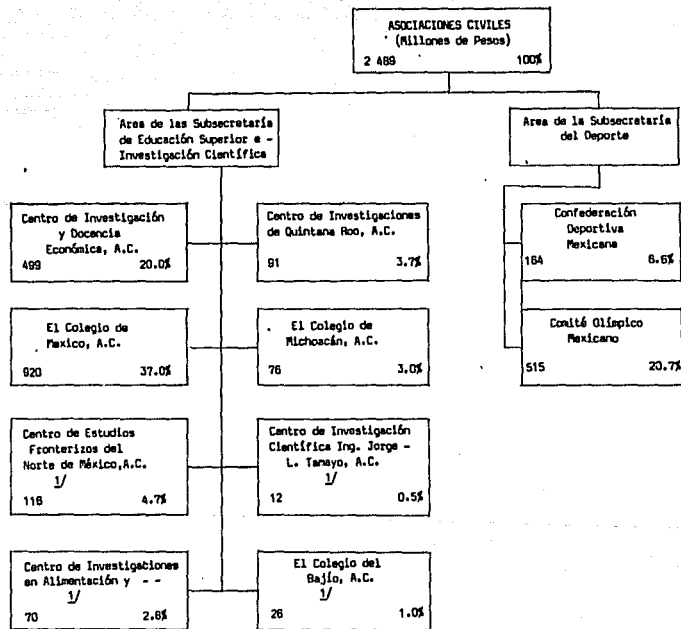 ASOCIACIONES CIVILES
(Millones de Pesos)
2 489 100%
Area de las Subsecretaría
de Educación Superior e -
Investigación Científica
Area de la Subsecretaría
del Deporte
Centro de Investigación
y Docencia
Económica, A.C.
499 20.0%
Centro de Investigaciones
de Quintana Roo, A.C.
91 3.7%
Confederación
Deportiva
Mexicana
164 6.6%
El Colegio de
Mexico, A.C.
920 37.0%
El Colegio de
Michoacán, A.C.
76 3.0%
Comité Olímpico
Mexicano
515 20.7%
Centro de Estudios
Fronterizos del
Norte de México,A.C.
1/
116 4.7%
Centro de Investigación
Científica Ing. Jorge -
L. Tamayo, A.C.
1/
12 0.5%
Centro de Investigaciones
en Alimentación y - -
1/
70 2.8%
El Colegio del
Bajío, A.C.
1/
26 1.0%